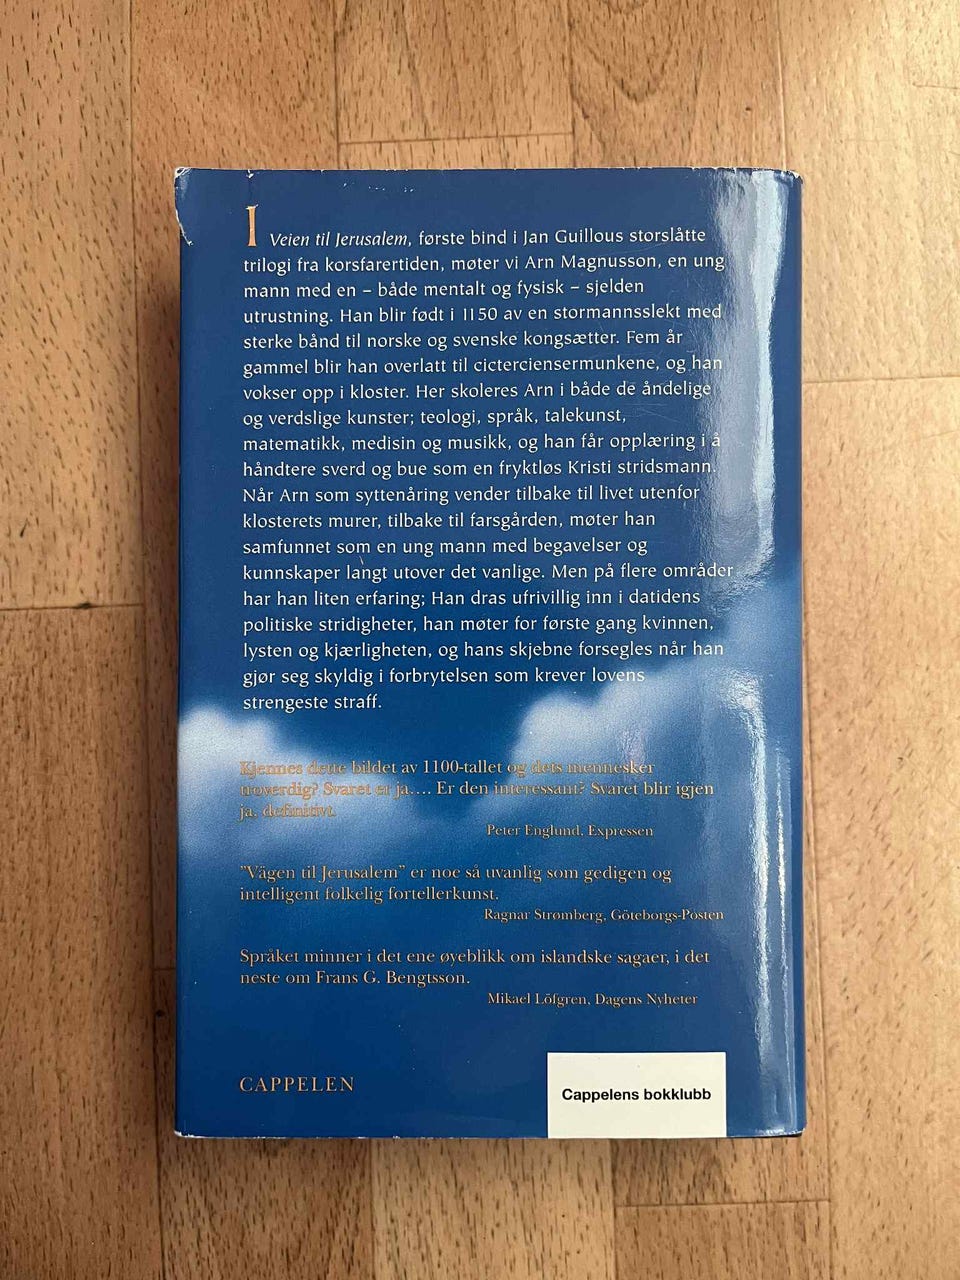 I Veien til Jerusalem, første bind i Jan Guillous storslåtte
trilogi fra korsfarertiden, møter vi Arn Magnusson, en ung
mann med en – både mentalt og fysisk – sjelden
utrustning. Han blir født i 1150 av en stormannsslekt med
sterke bånd til norske og svenske kongsætter. Fem år
gammel blir han overlatt til cicterciensermunkene, og han
vokser opp i kloster. Her skoleres Arn i både de åndelige
og verdslige kunster; teologi, språk, talekunst,
matematikk, medisin og musikk, og han får opplæring i å
håndtere sverd og bue som en fryktløs Kristi stridsmann.
Når Arn som syttenåring vender tilbake til livet utenfor
klosterets murer, tilbake til farsgården, møter han
samfunnet som en ung mann med begavelser og
kunnskaper langt utover det vanlige. Men på flere områder
har han liten erfaring; Han dras ufrivillig inn i datidens
politiske stridigheter, han møter for første gang kvinnen,
lysten og kjærligheten, og hans skjebne forsegles når han
gjør seg skyldig i forbrytelsen som krever lovens
strengeste straff.
Kjennes dette bildet av 1100-tallet og dets mennesker
troverdig? Svaret er ja.... Er den interessant? Svaret blir igjen
ja, definitivt.
Peter Englund, Expressen
"Vägen til Jerusalem" er noe så uvanlig som gedigen og
intelligent folkelig fortellerkunst.
Ragnar Strømberg, Göteborgs-Posten
Språket minner i det ene øyeblikk om islandske sagaer, i det
neste om Frans G. Bengtsson.
Mikael Löfgren, Dagens Nyheter
CAPPELEN
Cappelens bokklubb